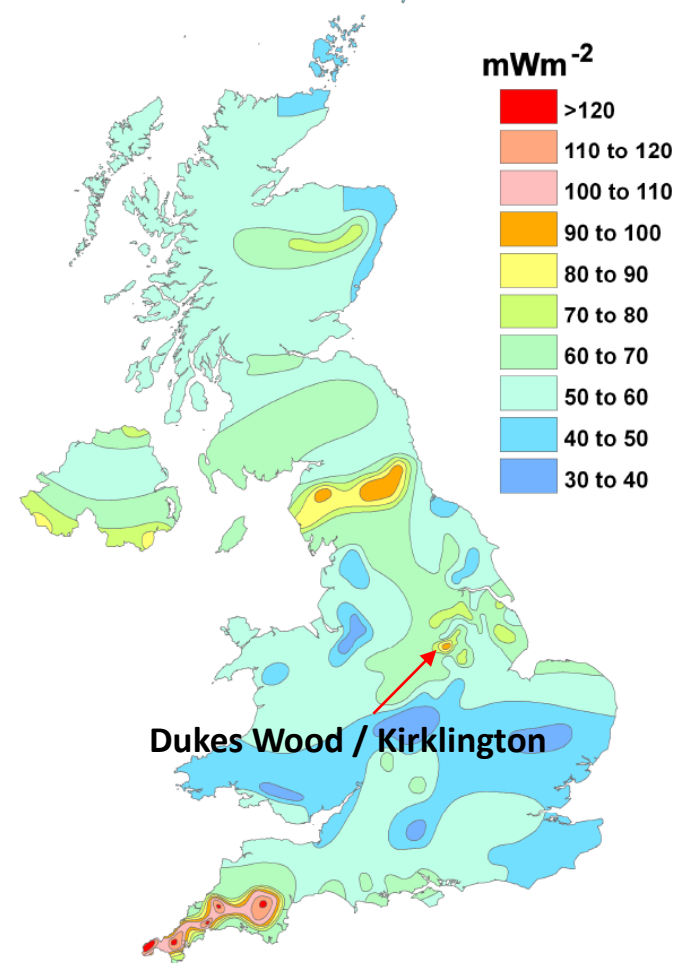 mWm-2
>120
110 to 120
100 to 110
90 to 100
80 to 90
70 to 80
60 to 70
50 to 60
40 to 50
30 to 40
Dukes Wood / Kirklington